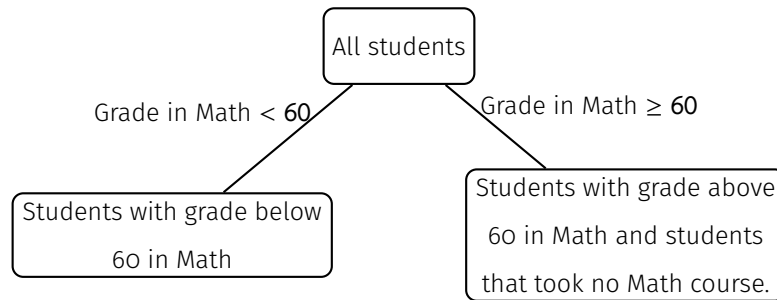 All students
Grade in Math < 60
Grade in Math ≥ 60
Students with grade below
60 in Math
Students with grade above
60 in Math and students
that took no Math course.